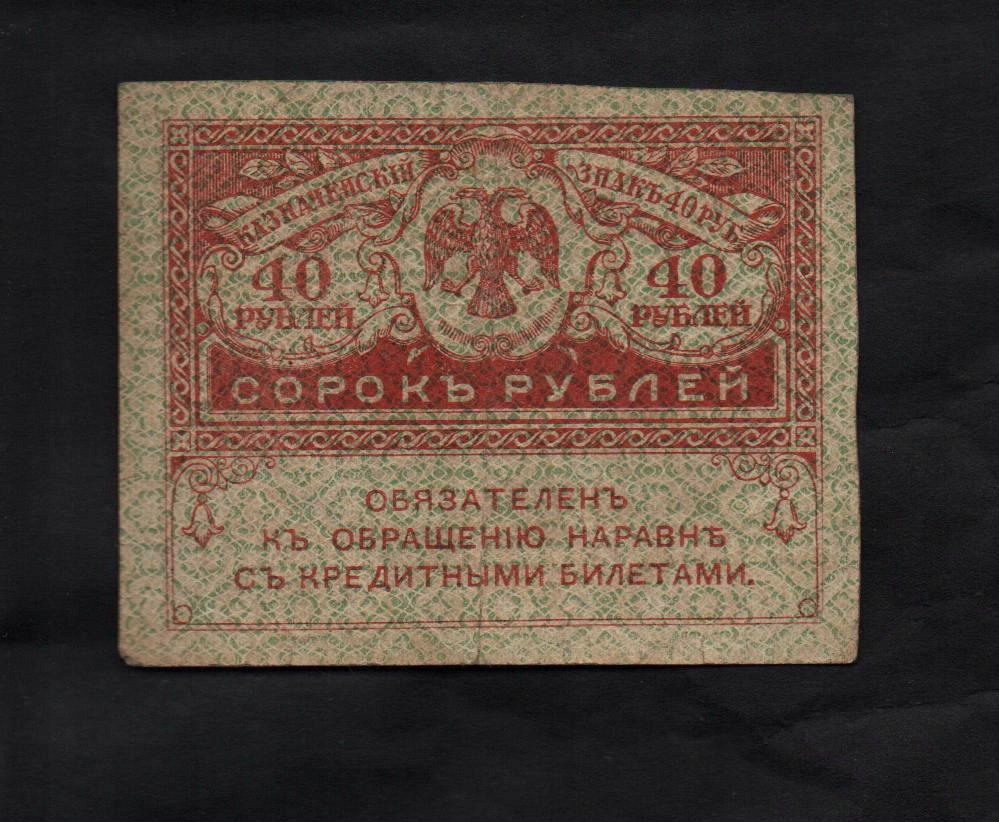 КАЗНАЧЕЙСКІЙ
ЗНАКЪ 40 РУБ.
40
РУБЛЕЙ
40
РУБЛЕЙ
СОРОКЪ РУБЛЕЙ
ОБЯЗАТЕЛЕНЪ
КЪ ОБРАЩЕНІЮ НАРАВНѢ
СЪ КРЕДИТНЫМИ БИЛЕТАМИ.